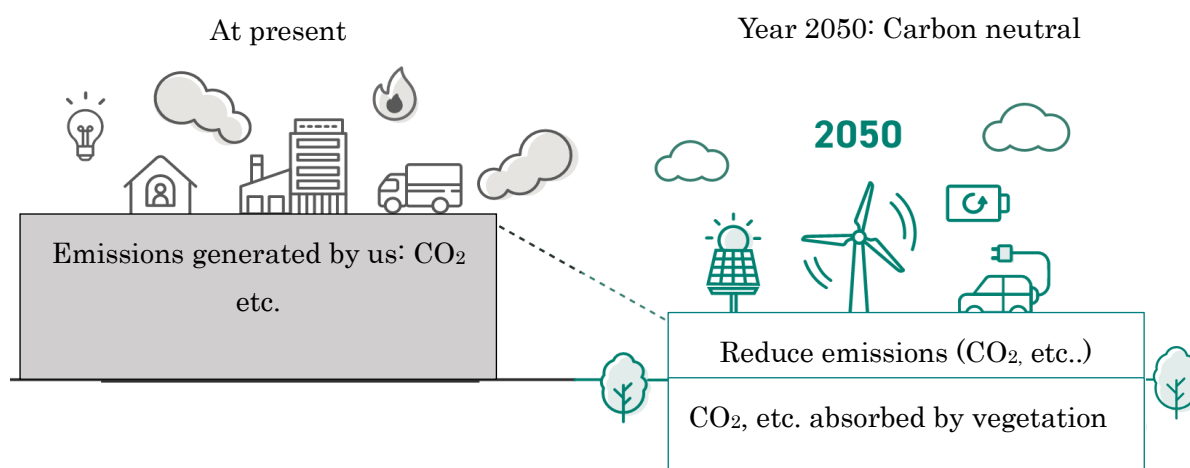 At present
Year 2050: Carbon neutral
2050
Emissions generated by us: CO₂
etc.
Reduce emissions (CO₂, etc..)
CO₂, etc. absorbed by vegetation